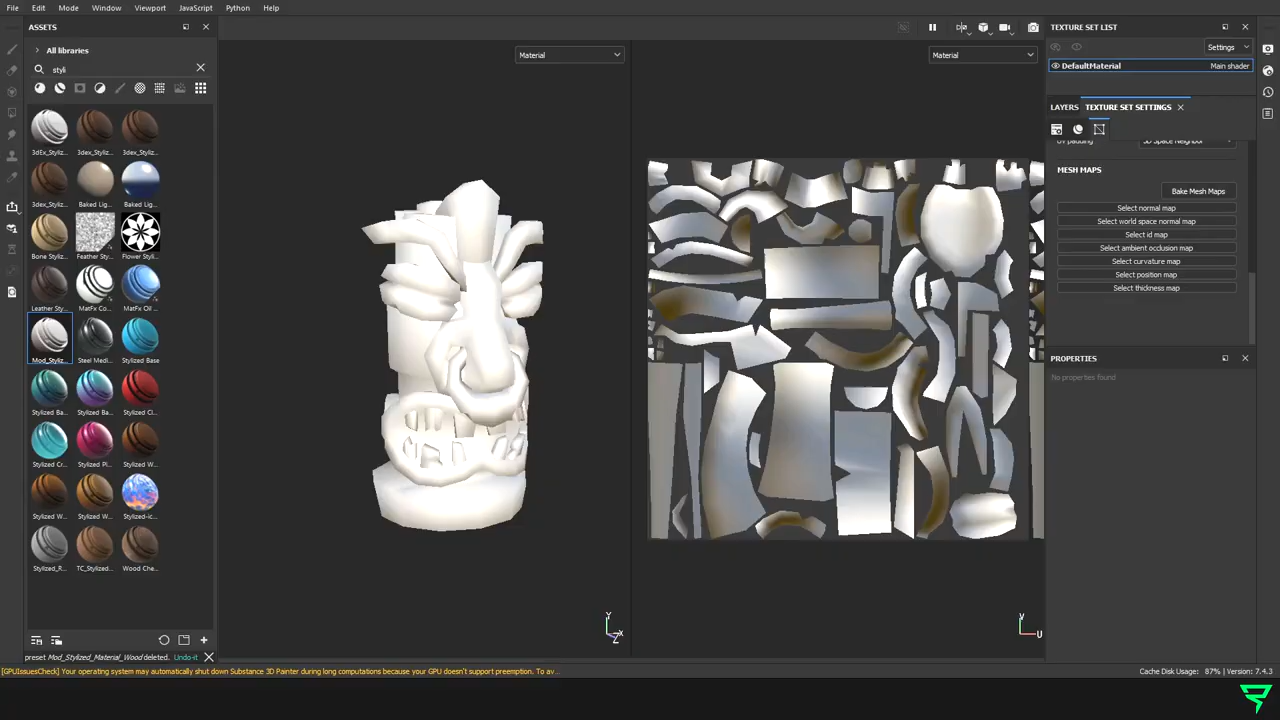 File Edit Mode Window Viewport JavaScript Python Help
ASSETS
All libraries
styli
3dEx_Styliz...
3dex_Styliz...
3dex_Styliz...
3dex_Styliz...
Baked Lig...
Baked Lig...
Bone Styliz...
Feather Sty...
Flower Styli...
Leather Sty...
MatFx Co...
MatFx Oil ...
Mod_Styliz...
Steel Medi...
Stylized Base
Stylized Ba...
Stylized Ba...
Stylized Cl...
Stylized Cr...
Stylized Pl...
Stylized W...
Stylized W...
Stylized W...
Stylized-ic...
Stylized_R...
TC_Stylized...
Wood Che...
preset Mod_Stylized_Material_Wood deleted. Undo-it
Material
Y
X
Z
Material
V
U
TEXTURE SET LIST
Settings
DefaultMaterial Main shader
LAYERS TEXTURE SET SETTINGS
UV padding 3D Space Neighbor
MESH MAPS
Bake Mesh Maps
Select normal map
Select world space normal map
Select id map
Select ambient occlusion map
Select curvature map
Select position map
Select thickness map
PROPERTIES
No properties found
[GPUIssuesCheck] Your operating system may automatically shut down Substance 3D Painter during long computations because your GPU doesn't support preemption. To av...
Cache Disk Usage: 87% | Version: 7.4.3